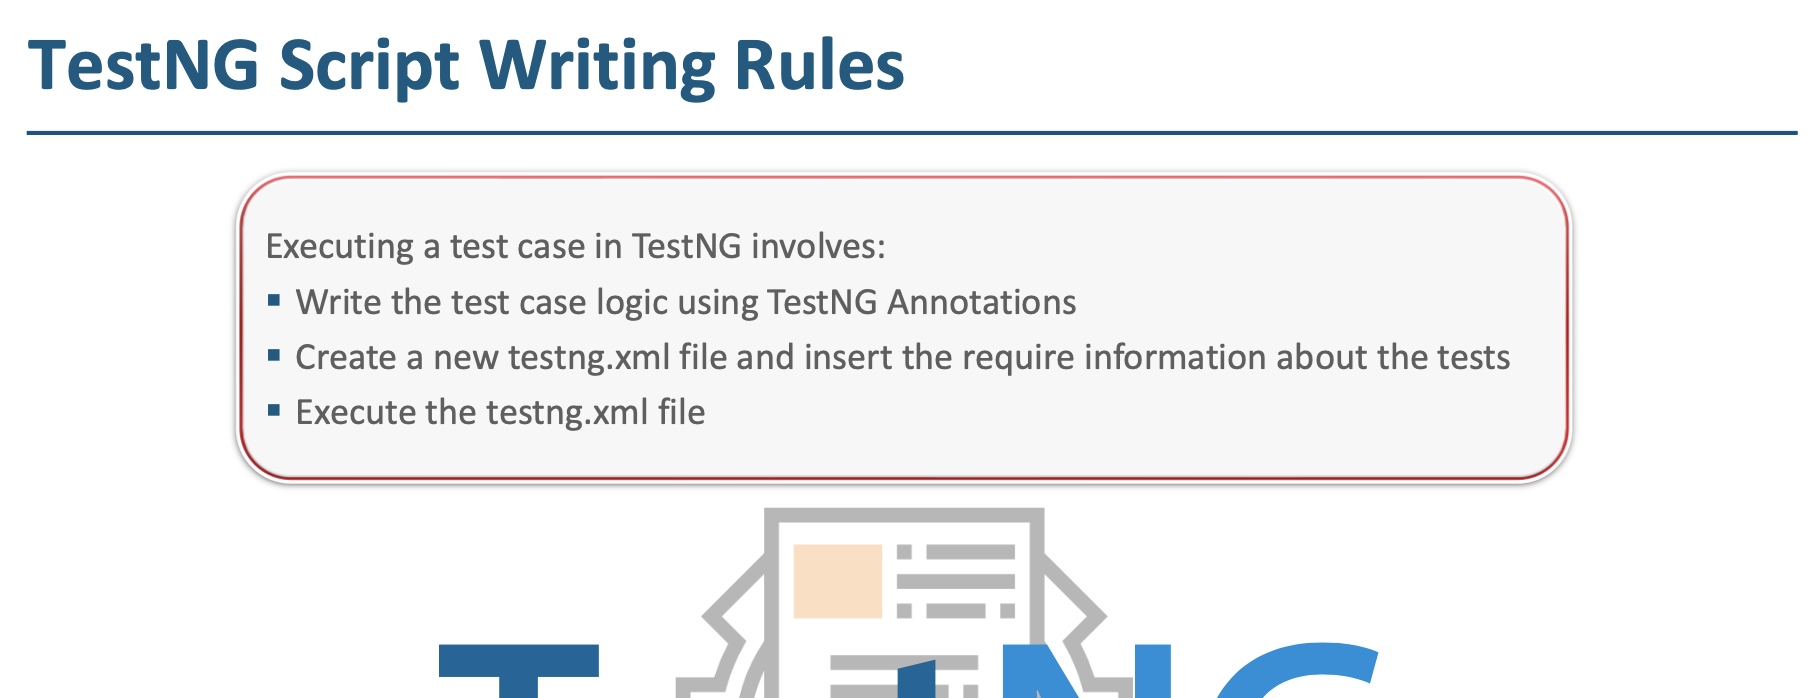 TestNG Script Writing Rules
Executing a test case in TestNG involves:
Write the test case logic using TestNG Annotations
Create a new testng.xml file and insert the require information about the tests
Execute the testng.xml file